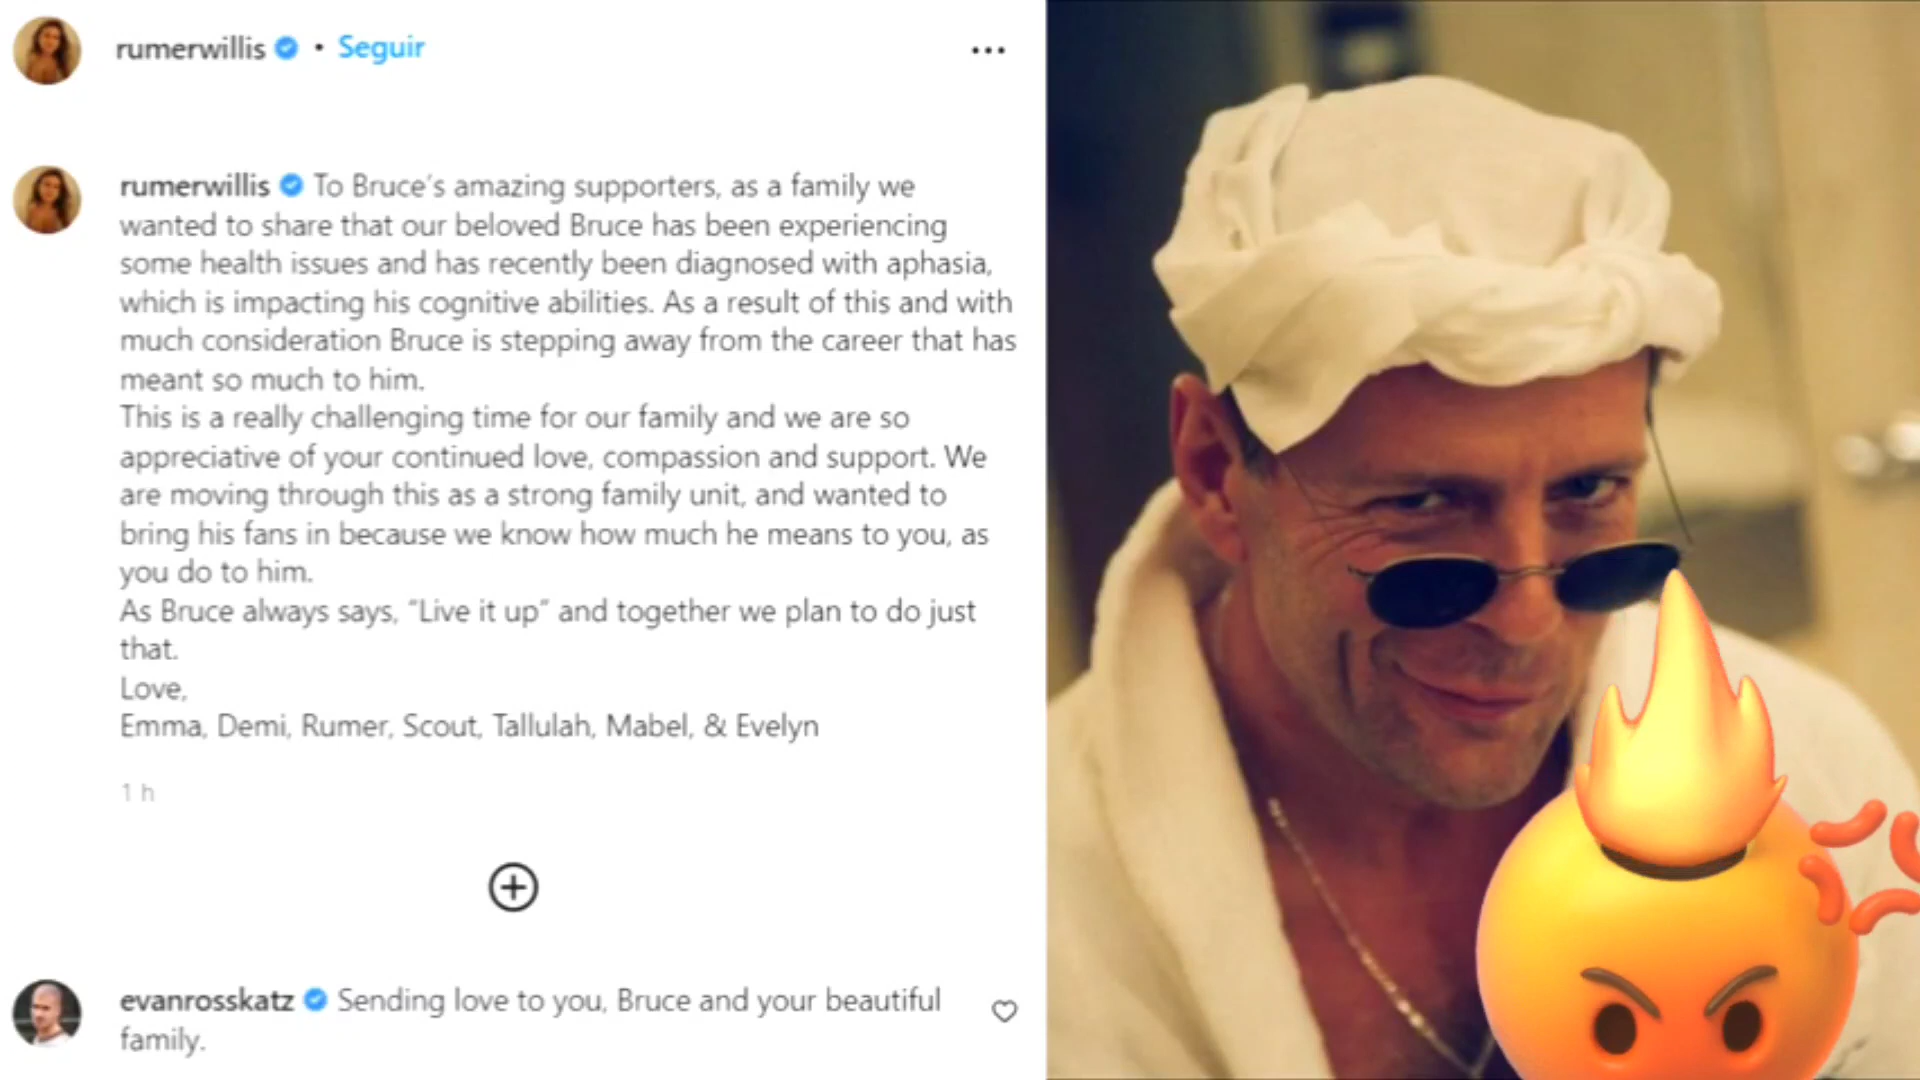 rumerwillis • Seguir
rumerwillis To Bruce’s amazing supporters, as a family we
wanted to share that our beloved Bruce has been experiencing
some health issues and has recently been diagnosed with aphasia,
which is impacting his cognitive abilities. As a result of this and with
much consideration Bruce is stepping away from the career that has
meant so much to him.
This is a really challenging time for our family and we are so
appreciative of your continued love, compassion and support. We
are moving through this as a strong family unit, and wanted to
bring his fans in because we know how much he means to you, as
you do to him.
As Bruce always says, “Live it up” and together we plan to do just
that.
Love,
Emma, Demi, Rumer, Scout, Tallulah, Mabel, & Evelyn
1 h
evanrosskatz Sending love to you, Bruce and your beautiful
family.